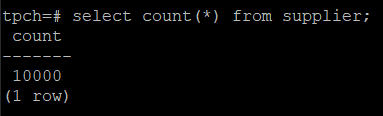 tpch=# select count(*) from supplier;
 count
-------
 10000
(1 row)